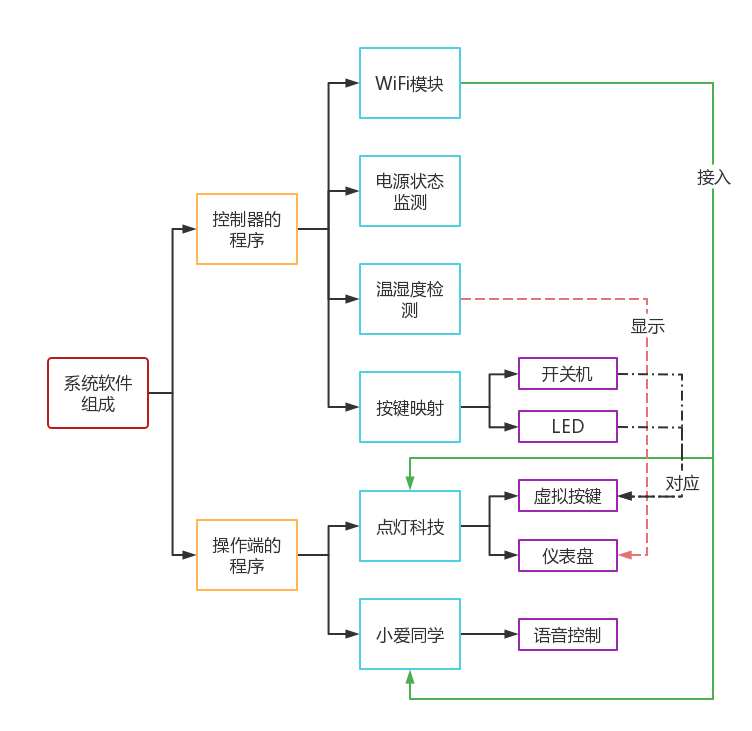 WiFi模块
接入
电源状态
监测
控制器的
程序
温湿度检
测
显示
系统软件
组成
按键映射
开关机
LED
对应
点灯科技
虚拟按键
仪表盘
操作端的
程序
小爱同学
语音控制